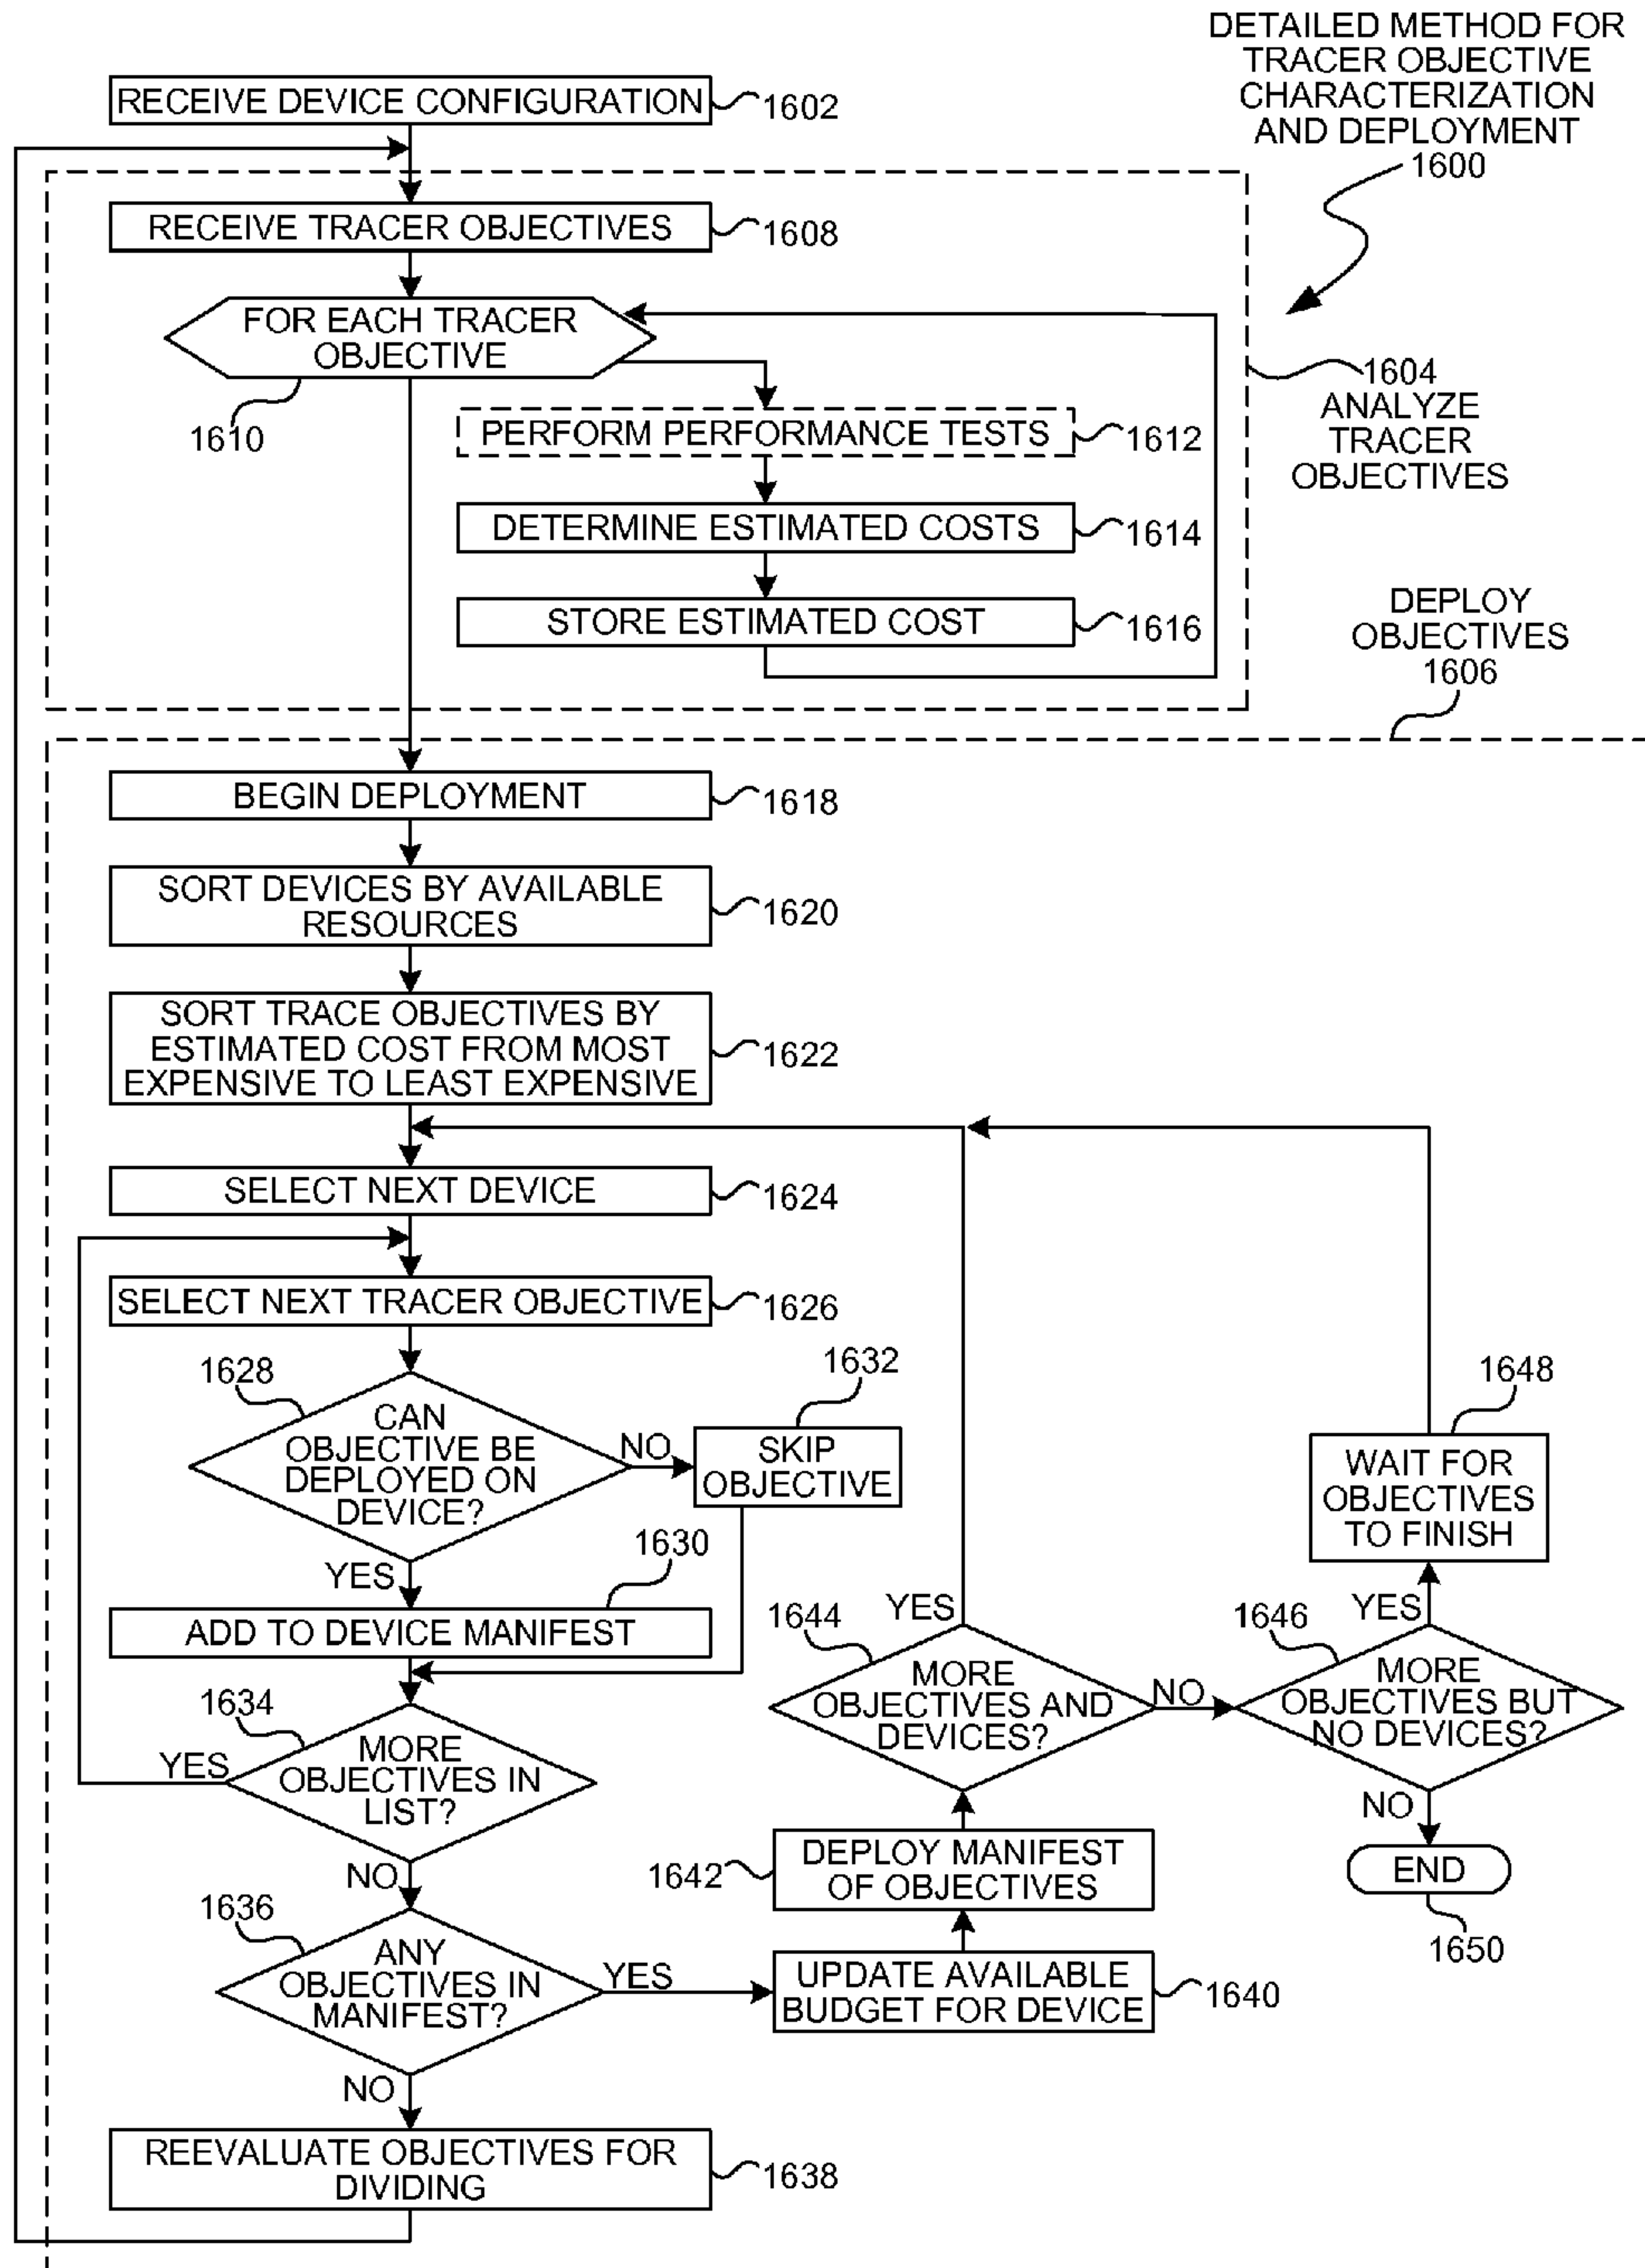 DETAILED METHOD FOR
TRACER OBJECTIVE
CHARACTERIZATION
AND DEPLOYMENT
1600
RECEIVE DEVICE CONFIGURATION
1602
RECEIVE TRACER OBJECTIVES
1608
FOR EACH TRACER
OBJECTIVE
1610
1604
ANALYZE
TRACER
OBJECTIVES
PERFORM PERFORMANCE TESTS
1612
DETERMINE ESTIMATED COSTS
1614
STORE ESTIMATED COST
1616
DEPLOY
OBJECTIVES
1606
BEGIN DEPLOYMENT
1618
SORT DEVICES BY AVAILABLE
RESOURCES
1620
SORT TRACE OBJECTIVES BY
ESTIMATED COST FROM MOST
EXPENSIVE TO LEAST EXPENSIVE
1622
SELECT NEXT DEVICE
1624
SELECT NEXT TRACER OBJECTIVE
1626
1628
CAN
OBJECTIVE BE
DEPLOYED ON
DEVICE?
NO
1632
SKIP
OBJECTIVE
YES
1630
ADD TO DEVICE MANIFEST
1634
MORE
OBJECTIVES IN
LIST?
YES
NO
1636
ANY
OBJECTIVES IN
MANIFEST?
YES
NO
REEVALUATE OBJECTIVES FOR
DIVIDING
1638
UPDATE AVAILABLE
BUDGET FOR DEVICE
1640
DEPLOY MANIFEST
OF OBJECTIVES
1642
1644
MORE
OBJECTIVES AND
DEVICES?
YES
NO
1646
MORE
OBJECTIVES BUT
NO DEVICES?
YES
1648
WAIT FOR
OBJECTIVES
TO FINISH
NO
END
1650